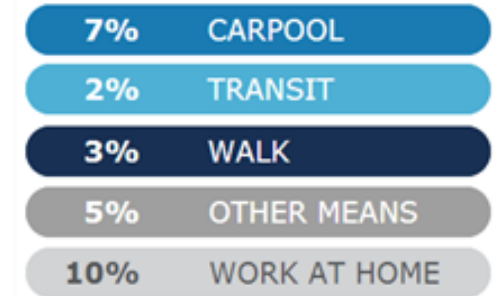 7% CARPOOL
2% TRANSIT
3% WALK
5% OTHER MEANS
10% WORK AT HOME